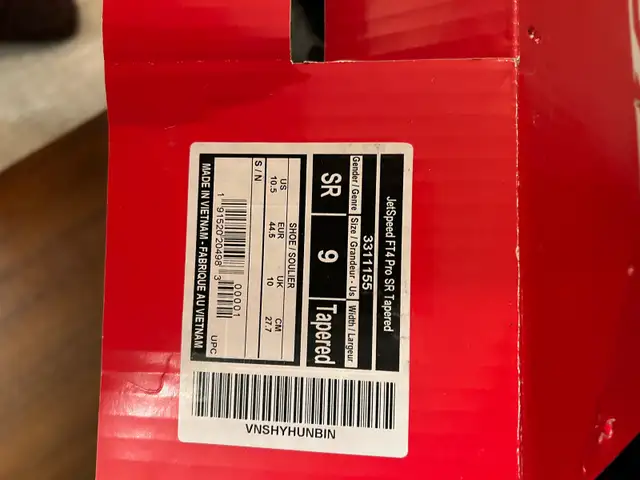 JetSpeed FT4 Pro SR Tapered
3311155
Gender / Genre Size / Grandeur - Us Width / Largeur
SR 9 Tapered
SHOE / SOULIER
US EUR UK CM
10.5 44.5 10 27.7
S / N
1 91520 20498 3 00001
UPC
MADE IN VIETNAM - FABRIQUE AU VIETNAM
VNSHYHUNBIN